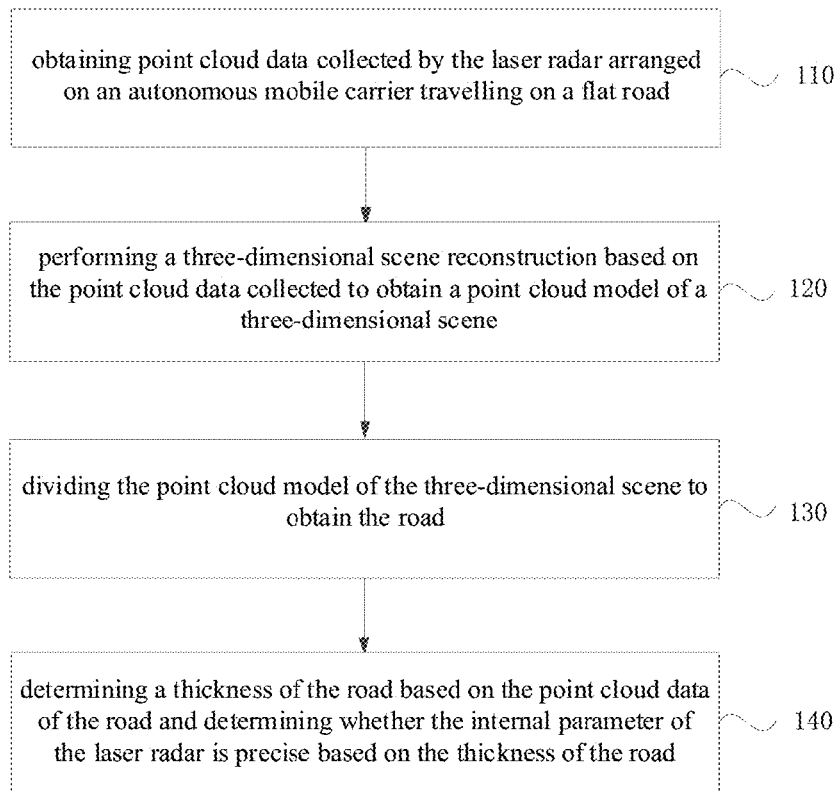 obtaining point cloud data collected by the laser radar arranged
on an autonomous mobile carrier travelling on a flat road
110
performing a three-dimensional scene reconstruction based on
the point cloud data collected to obtain a point cloud model of a
three-dimensional scene
120
dividing the point cloud model of the three-dimensional scene to
obtain the road
130
determining a thickness of the road based on the point cloud data
of the road and determining whether the internal parameter of
the laser radar is precise based on the thickness of the road
140